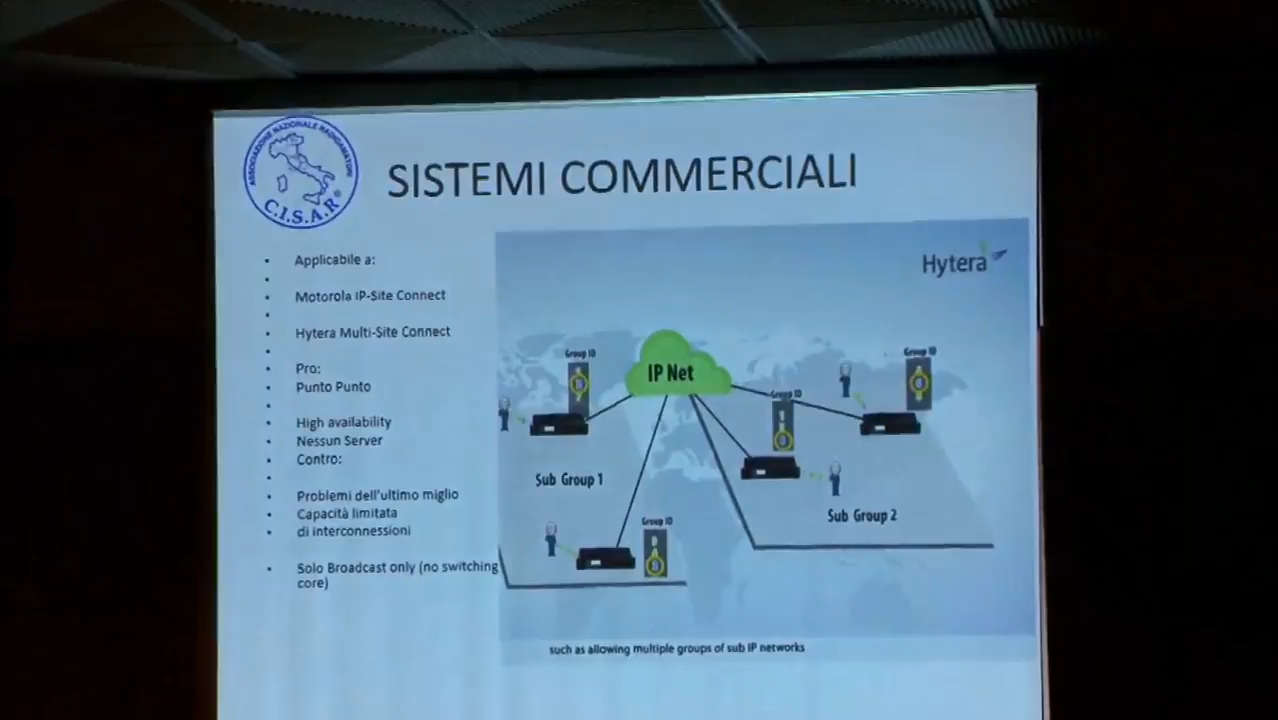 ASSOCIAZIONE NAZIONALE RADIOAMATORI
C.I.S.A.R.®
SISTEMI COMMERCIALI
Applicabile a:
Motorola IP-Site Connect
Hytera Multi-Site Connect
Pro:
Punto Punto
High availability
Nessun Server
Contro:
Problemi dell'ultimo miglio
Capacità limitata
di interconnessioni
Solo Broadcast only (no switching
core)
Hytera
IP Net
Group ID
Group ID
Group ID
Sub Group 1
Sub Group 2
Group ID
such as allowing multiple groups of sub IP networks